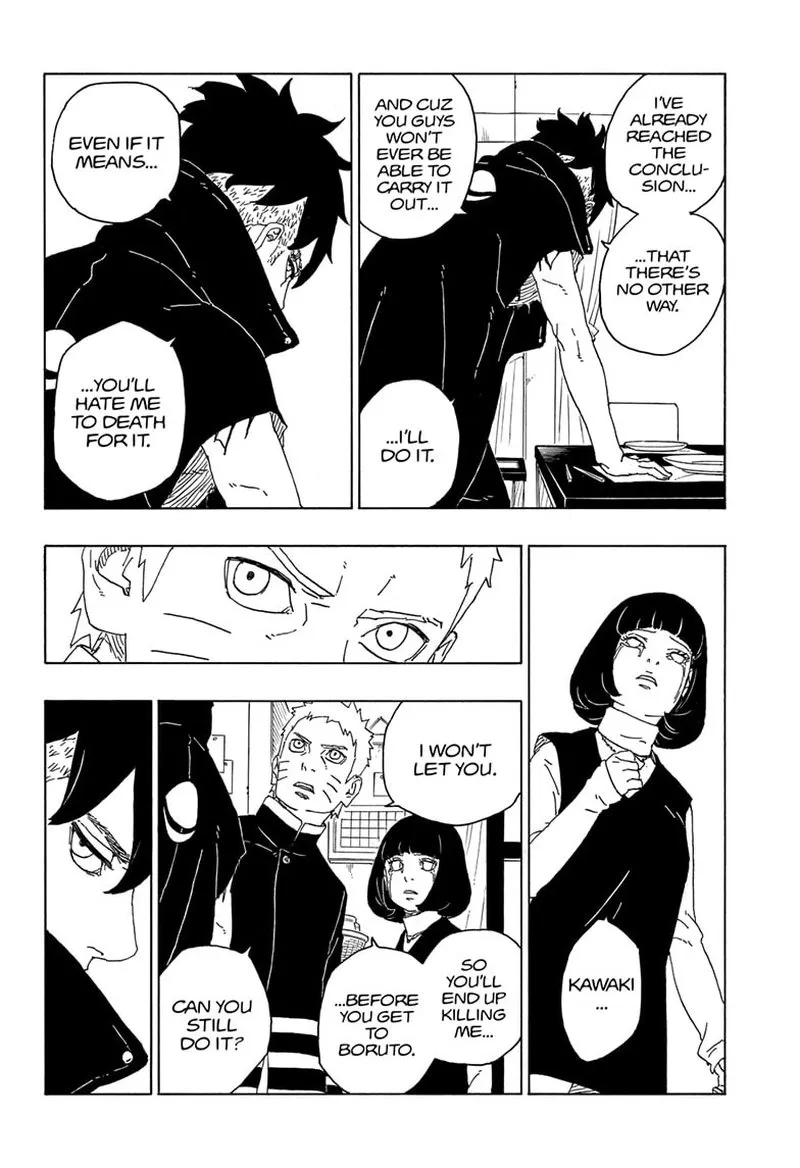 I'VE
ALREADY
REACHED
THE
CONCLU-
SION...
...THAT
THERE'S
NO OTHER
WAY.
AND CUZ
YOU GUYS
WON'T
EVER BE
ABLE TO
CARRY IT
OUT...
...I'LL
DO IT.
EVEN IF IT
MEANS...
...YOU'LL
HATE ME
TO DEATH
FOR IT.
KAWAKI
...
I WON'T
LET YOU.
SO
YOU'LL
END UP
KILLING
ME...
...BEFORE
YOU GET
TO
BORUTO.
CAN YOU
STILL
DO IT?